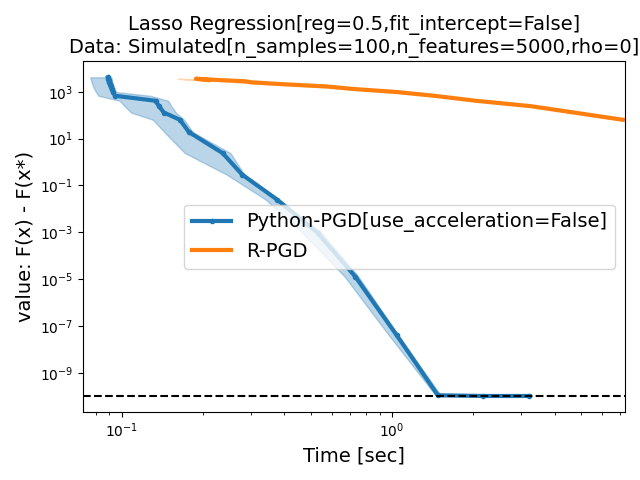 Lasso Regression[reg=0.5,fit_intercept=False]
Data: Simulated[n_samples=100,n_features=5000,rho=0]
value: F(x) - F(x*)
10³
10¹
10⁻¹
10⁻³
10⁻⁵
10⁻⁷
10⁻⁹
Python-PGD[use_acceleration=False]
R-PGD
10⁻¹
10⁰
Time [sec]